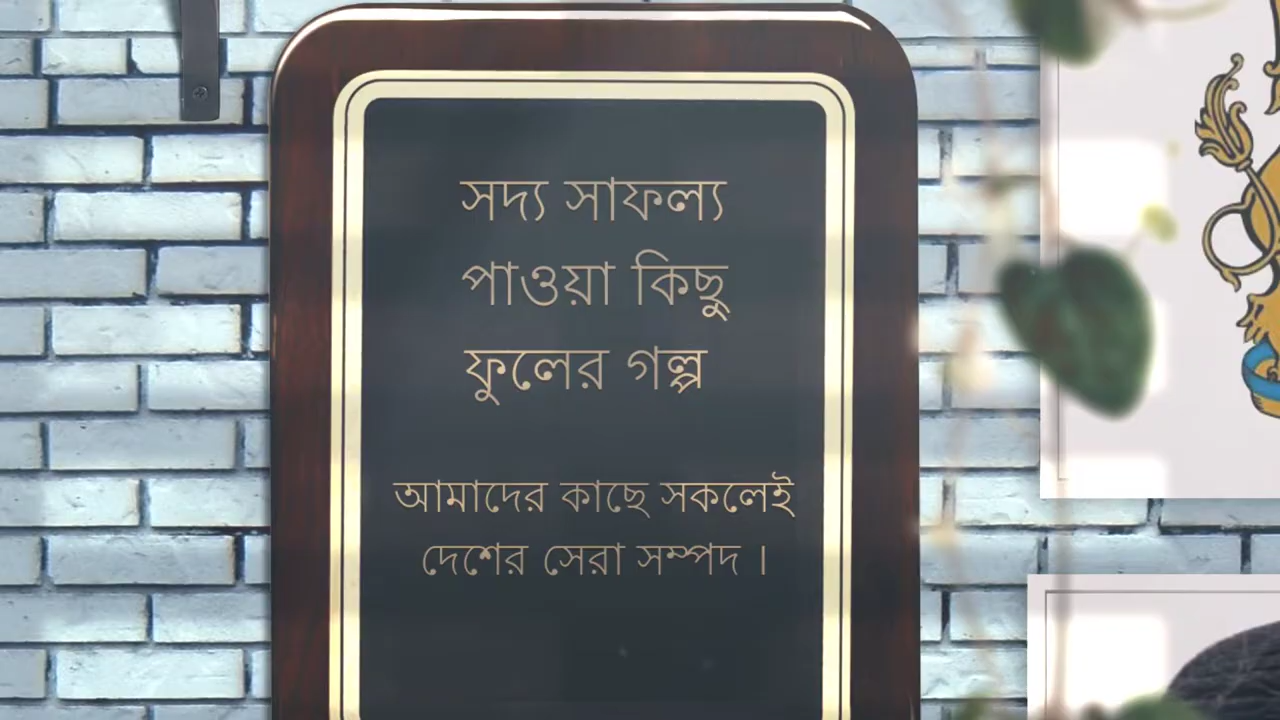 সদ্য সাফল্য
পাওয়া কিছু
ফুলের গল্প
আমাদের কাছে সকলেই
দেশের সেরা সম্পদ ।